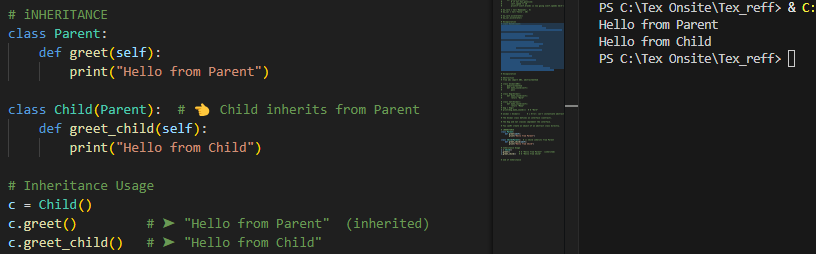 # iNHERITANCE
class Parent:
    def greet(self):
        print("Hello from Parent")
class Child(Parent):  # 👈 Child inherits from Parent
    def greet_child(self):
        print("Hello from Child")
# Inheritance Usage
c = Child()
c.greet()         # ➤ "Hello from Parent"  (inherited)
c.greet_child()   # ➤ "Hello from Child"
PS C:\Tex Onsite\Tex_reff> & C:
Hello from Parent
Hello from Child
PS C:\Tex Onsite\Tex_reff>